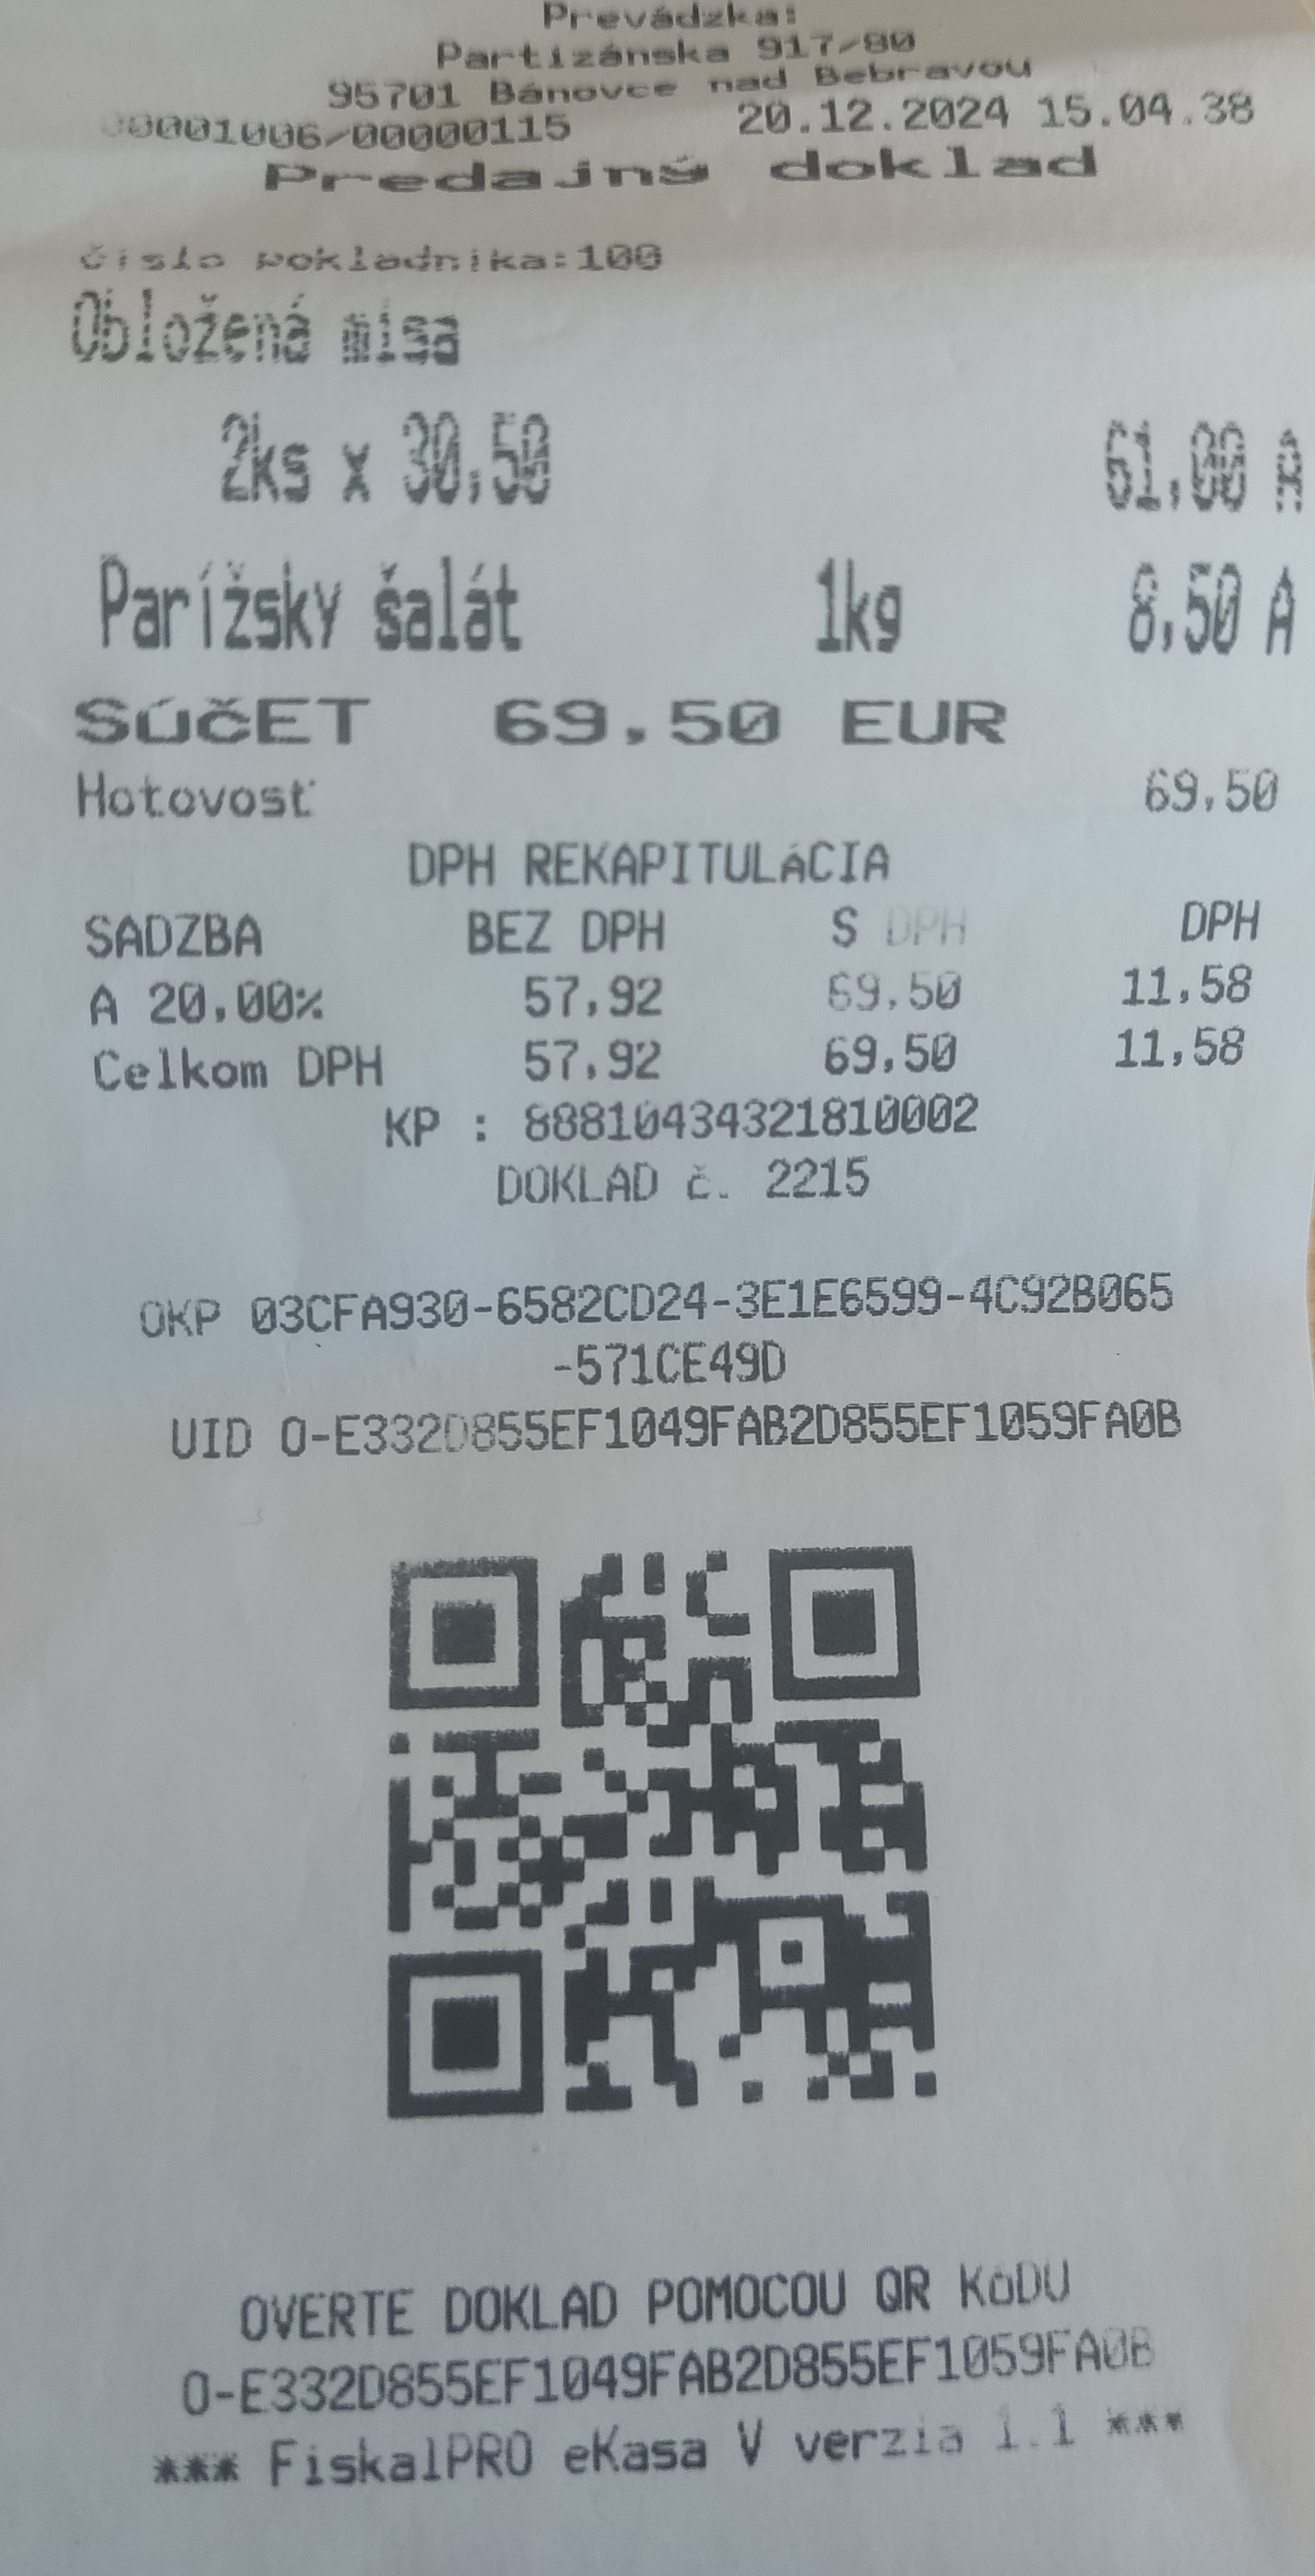 Prevádzka:
Partizánska 917/80
95701 Bánovce nad Bebravou
00001006/00000115 20.12.2024 15.04.38
Predajný doklad
číslo pokladníka:100
Obložená misa
2ks x 30,50 61,00 A
Parížsky šalát 1kg 8,50 A
SúčET 69,50 EUR
Hotovosť 69,50
DPH REKAPITULáCIA
SADZBA BEZ DPH S DPH DPH
A 20,00% 57,92 69,50 11,58
Celkom DPH 57,92 69,50 11,58
KP : 88810434321810002
DOKLAD č. 2215
OKP 03CFA930-6582CD24-3E1E6599-4C92B065
-571CE49D
UID O-E332D855EF1049FAB2D855EF1059FA0B
OVERTE DOKLAD POMOCOU QR KóDU
O-E332D855EF1049FAB2D855EF1059FA0B
*** FiskalPRO eKasa V verzia 1.1 ***